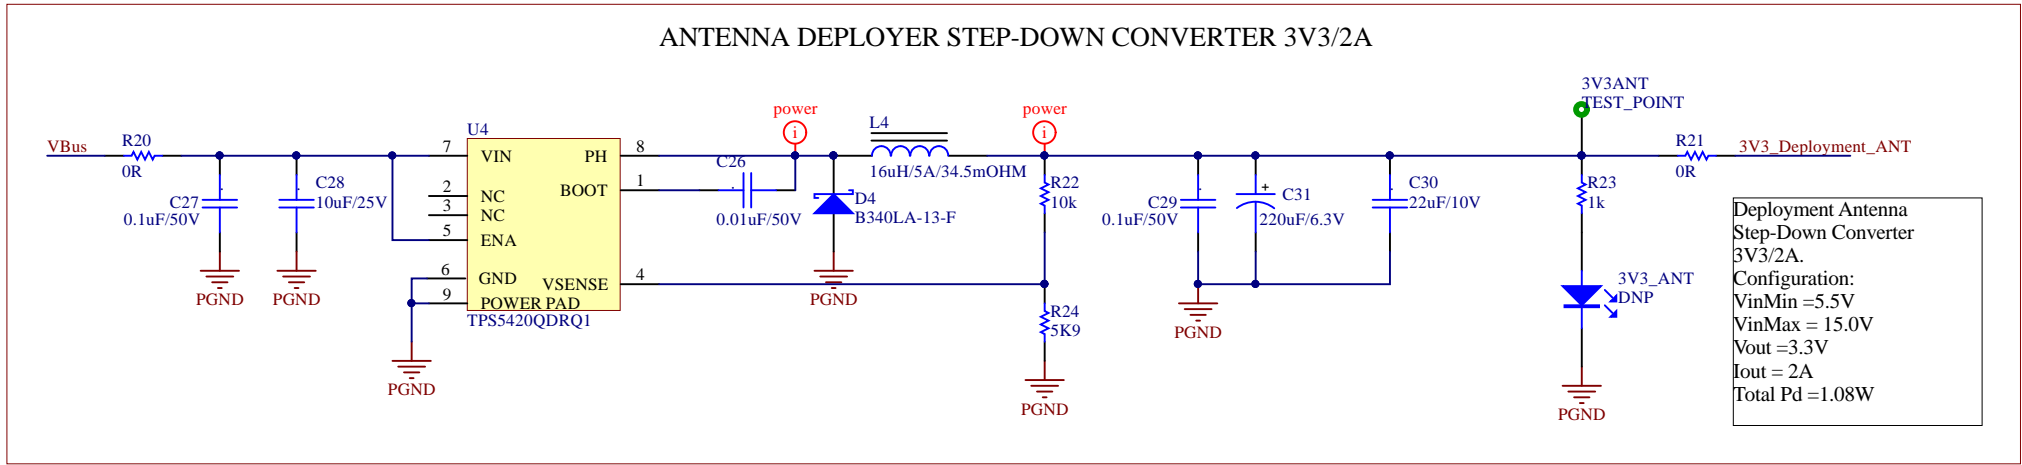 ANTENNA DEPLOYER STEP-DOWN CONVERTER 3V3/2A
VBus
R20
0R
C27
0.1uF/50V
PGND
C28
10uF/25V
PGND
U4
7
VIN
2
NC
3
NC
5
ENA
6
GND
9
POWER PAD
PH
8
BOOT
1
VSENSE
4
TPS5420QDRQ1
PGND
C26
0.01uF/50V
power
i
D4
B340LA-13-F
PGND
L4
16uH/5A/34.5mOHM
power
i
R22
10k
R24
5K9
PGND
C29
0.1uF/50V
PGND
+
C31
220uF/6.3V
C30
22uF/10V
3V3ANT
TEST_POINT
R23
1k
3V3_ANT
DNP
PGND
R21
0R
3V3_Deployment_ANT
Deployment Antenna
Step-Down Converter
3V3/2A.
Configuration:
VinMin =5.5V
VinMax = 15.0V
Vout =3.3V
Iout = 2A
Total Pd =1.08W